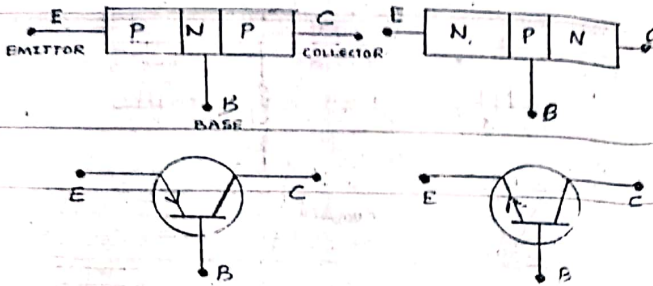 E P N P C E N P N C
EMITTOR COLLECTOR
B B
BASE
E C E C
B B